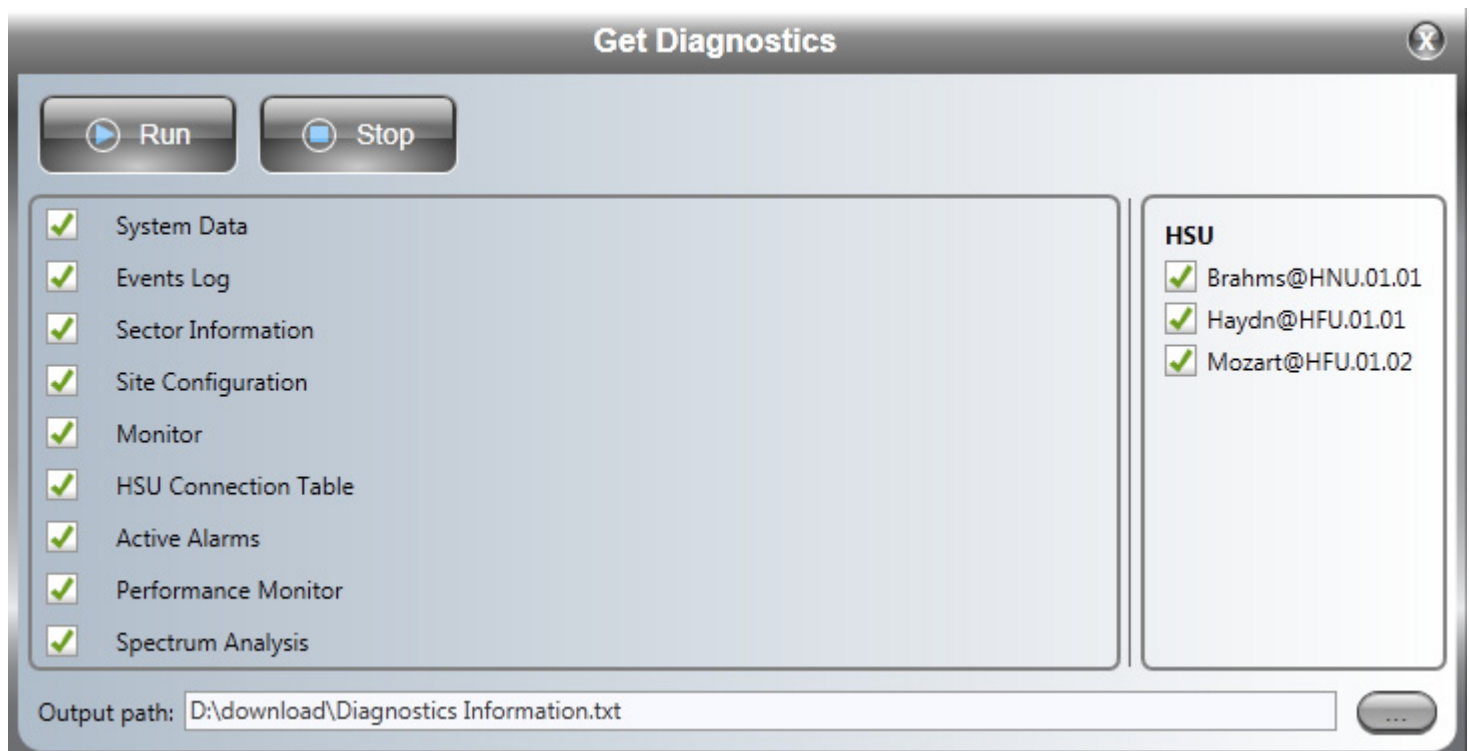 Get Diagnostics
X
Run
Stop
System Data
Events Log
Sector Information
Site Configuration
Monitor
HSU Connection Table
Active Alarms
Performance Monitor
Spectrum Analysis
HSU
Brahms@HNU.01.01
Haydn@HFU.01.01
Mozart@HFU.01.02
Output path: D:\download\Diagnostics Information.txt
...